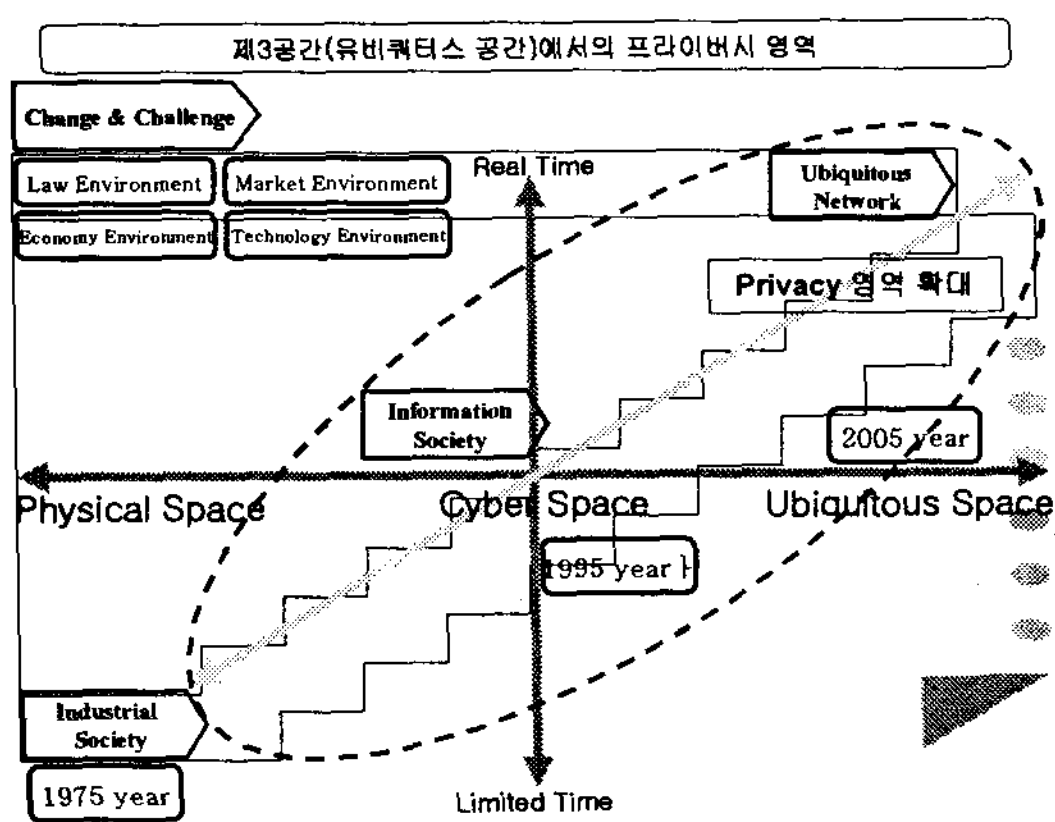 제3공간(유비쿼터스 공간)에서의 프라이버시 영역
Change & Challenge
Law Environment
Market Environment
Economy Environment
Technology Environment
Real Time
Ubiquitous
Network
Privacy 영역 확대
Information
Society
2005 year
Physical Space
Cyber Space
Ubiquitous Space
1995 year
Industrial
Society
1975 year
Limited Time